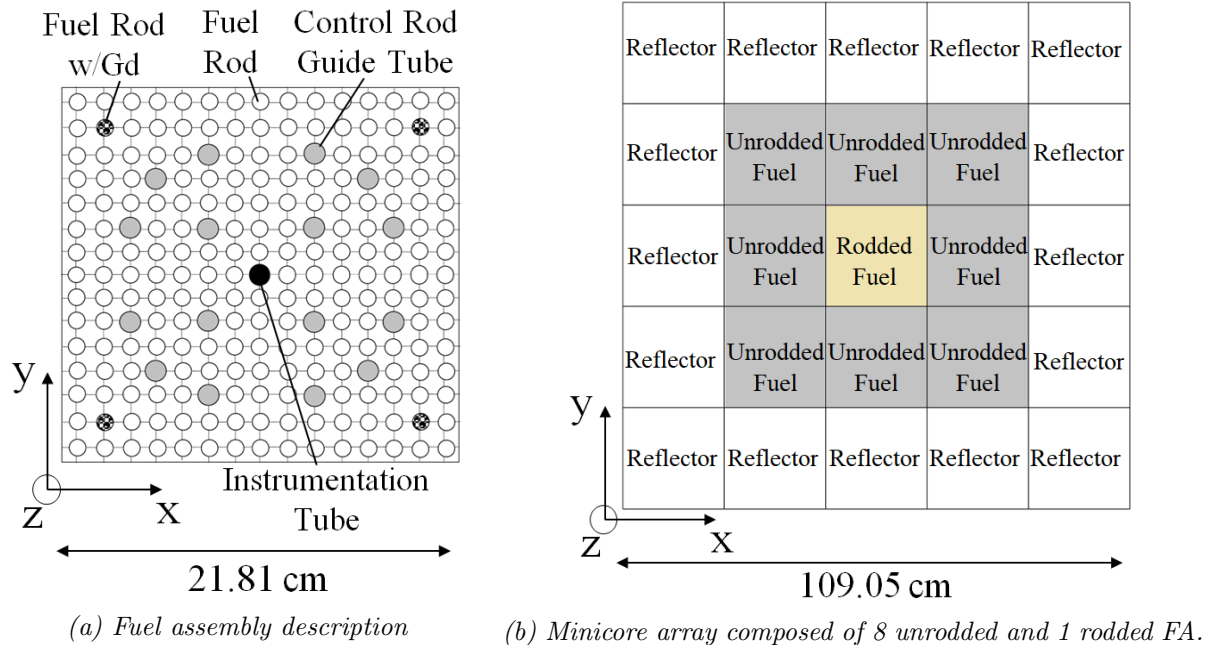 Fuel Rod
w/Gd
Fuel
Rod
Control Rod
Guide Tube
y
z
x
Instrumentation
Tube
21.81 cm
(a) Fuel assembly description
Reflector Reflector Reflector Reflector Reflector
Reflector Unrodded Fuel Unrodded Fuel Unrodded Fuel Reflector
Reflector Unrodded Fuel Rodded Fuel Unrodded Fuel Reflector
Reflector Unrodded Fuel Unrodded Fuel Unrodded Fuel Reflector
Reflector Reflector Reflector Reflector Reflector
y
z
x
109.05 cm
(b) Minicore array composed of 8 unrodded and 1 rodded FA.